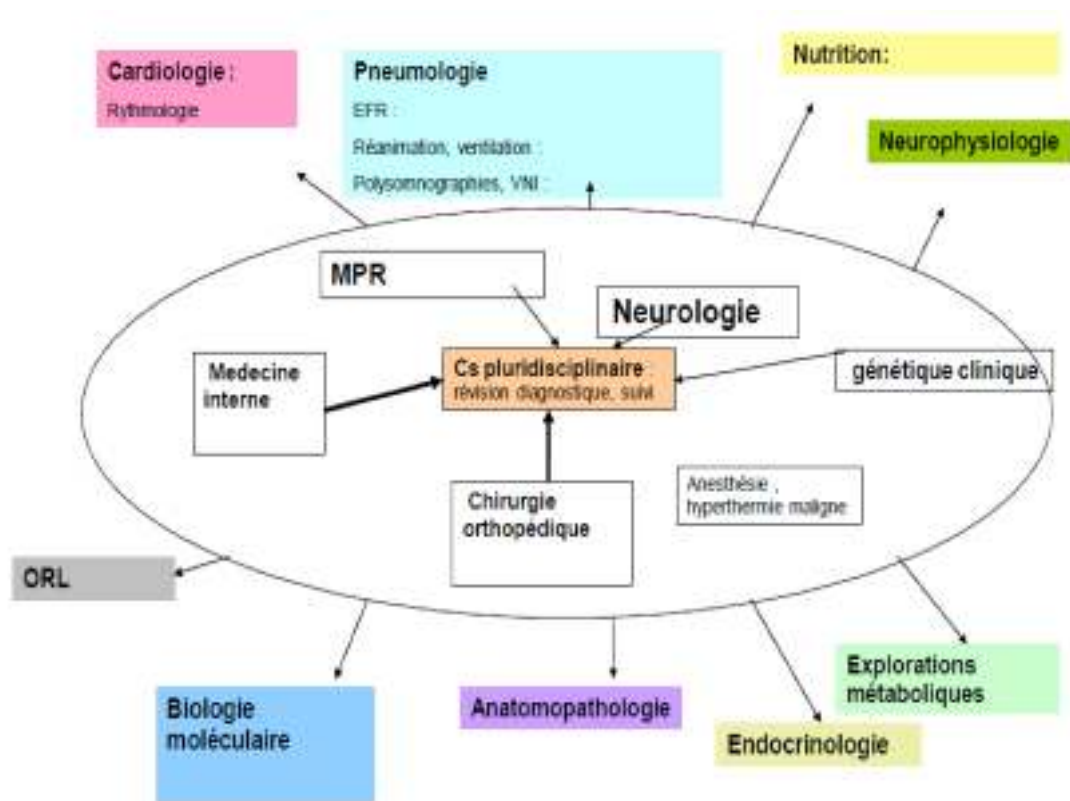 Cardiologie :
Rythmologie
Pneumologie
EFR :
Réanimation, ventilation :
Polysomnographies, VNI :
Nutrition:
Neurophysiologie
MPR
Neurologie
Medecine
interne
Cs pluridisciplinaire :
révision diagnostique, suivi
génétique clinique
Chirurgie
orthopédique
Anesthésie ,
hyperthermie maligne
ORL
Biologie
moléculaire
Anatomopathologie
Endocrinologie
Explorations
métaboliques